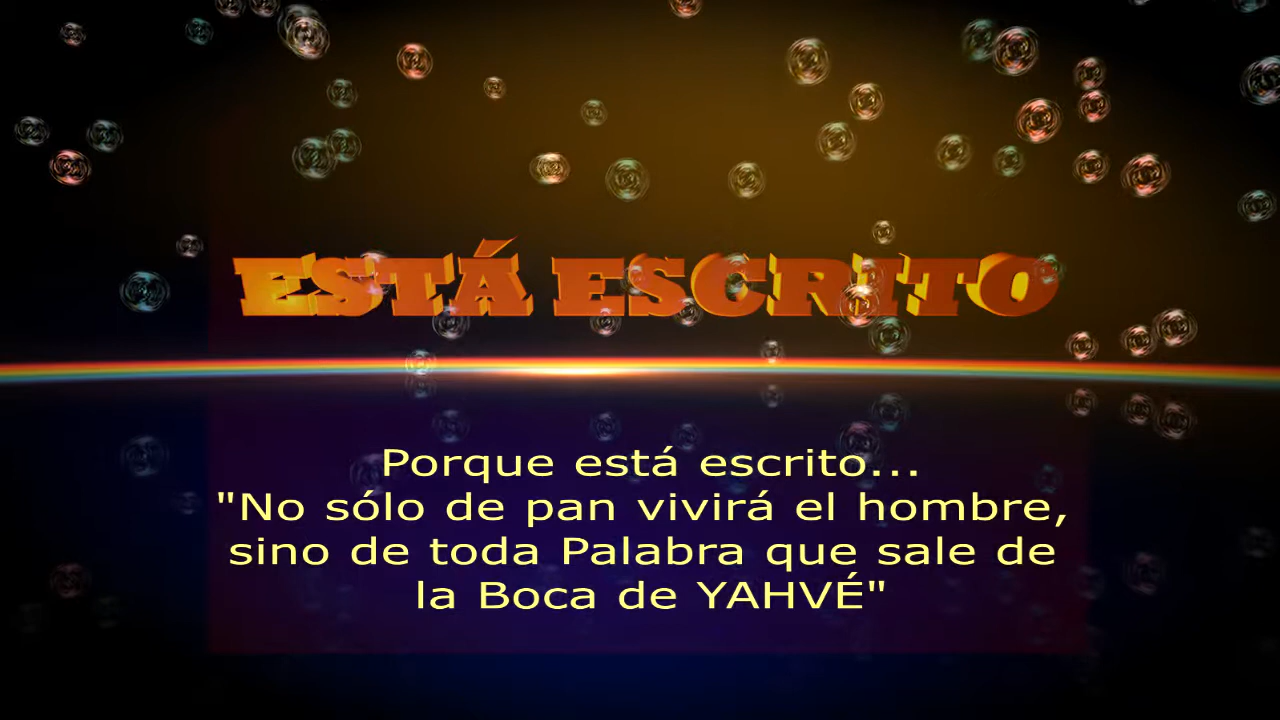 ESTÁ ESCRITO
Porque está escrito...
"No sólo de pan vivirá el hombre,
sino de toda Palabra que sale de
la Boca de YAHVÉ"